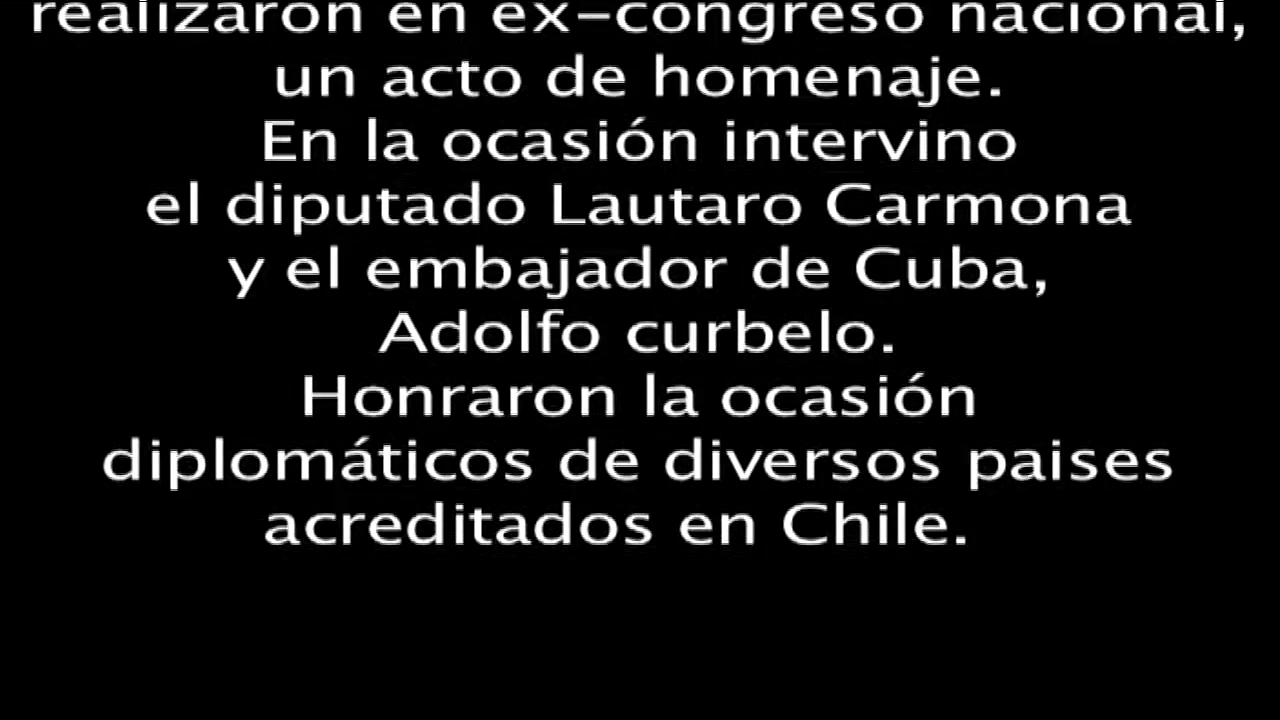 realizaron en ex-congreso nacional,
un acto de homenaje.
En la ocasión intervino
el diputado Lautaro Carmona
y el embajador de Cuba,
Adolfo curbelo.
Honraron la ocasión
diplomáticos de diversos paises
acreditados en Chile.